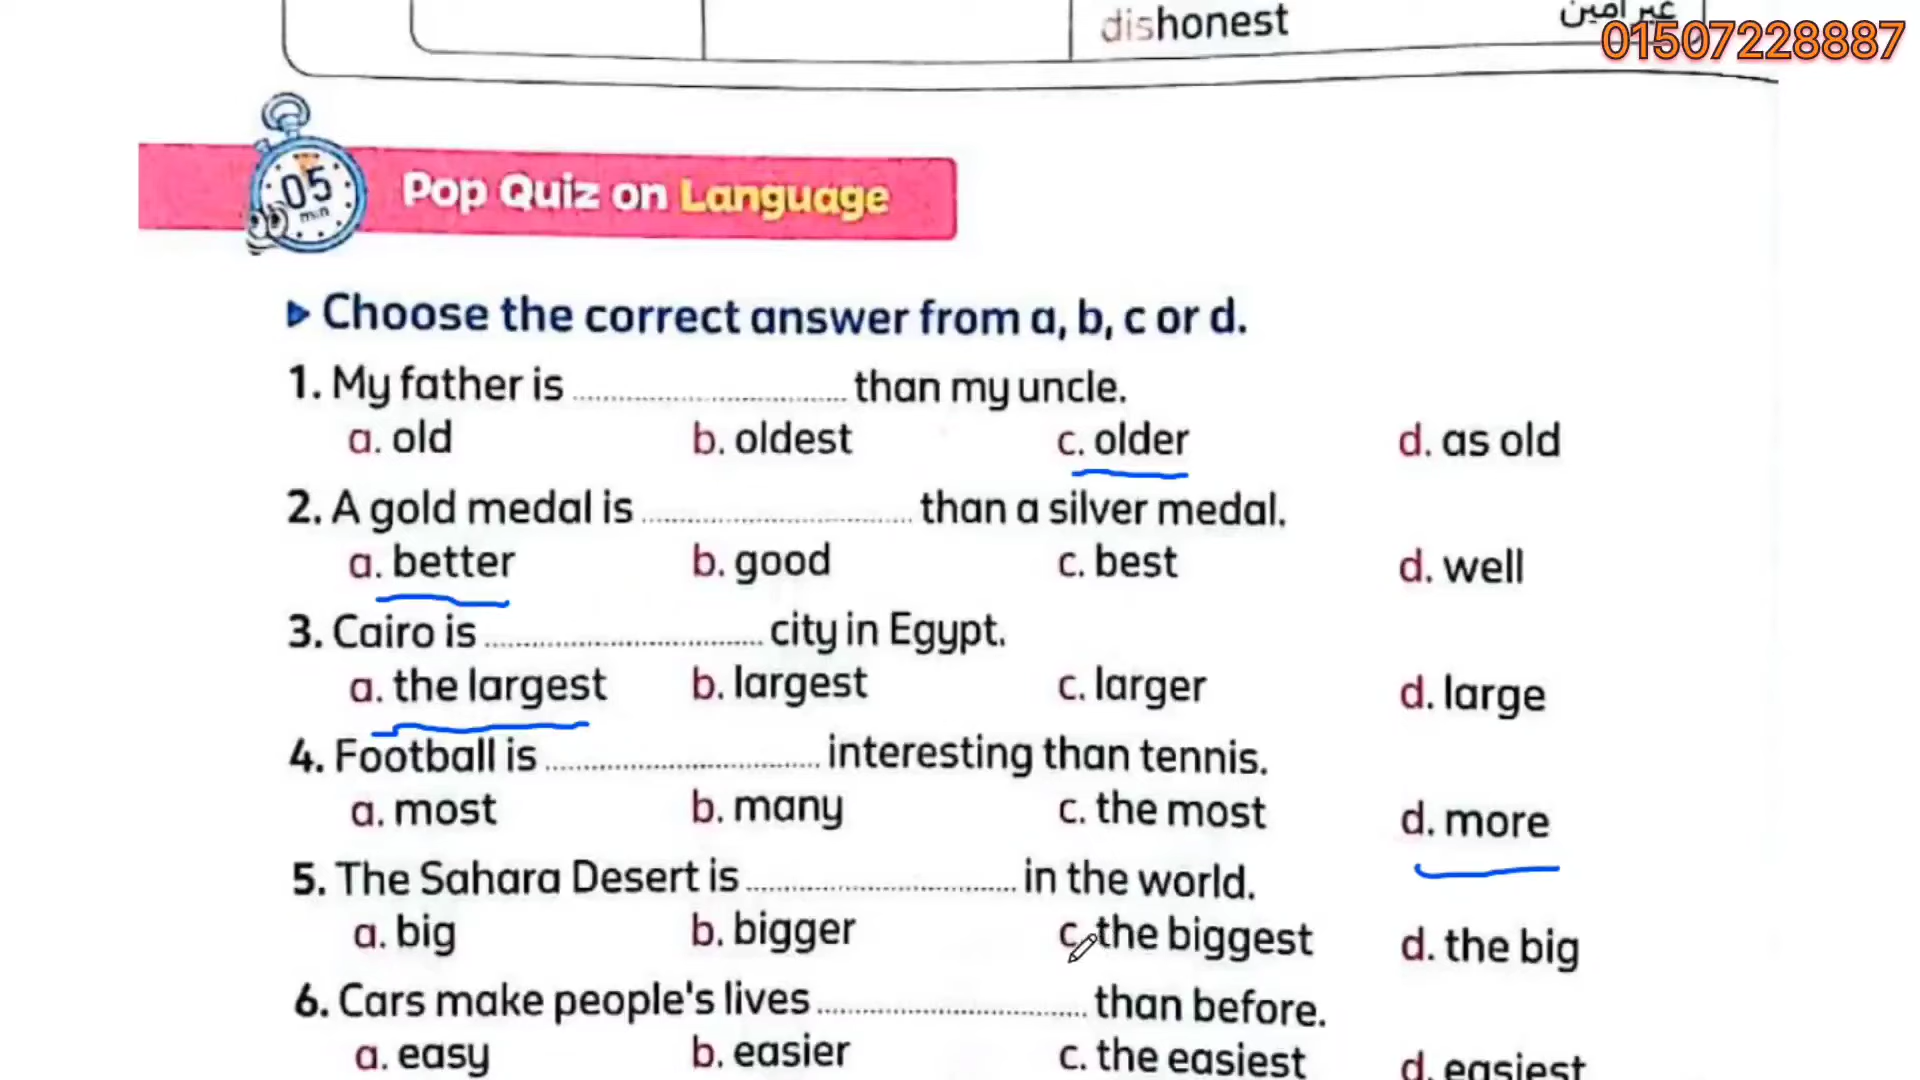 dishonest غير أمين
01507228887
05
min
Pop Quiz on Language
Choose the correct answer from a, b, c or d.
1. My father is ........................ than my uncle.
a. old b. oldest c. older d. as old
2. A gold medal is ........................ than a silver medal.
a. better b. good c. best d. well
3. Cairo is ........................ city in Egypt.
a. the largest b. largest c. larger d. large
4. Football is ........................ interesting than tennis.
a. most b. many c. the most d. more
5. The Sahara Desert is ........................ in the world.
a. big b. bigger c. the biggest d. the big
6. Cars make people's lives ........................ than before.
a. easy b. easier c. the easiest d. easiest